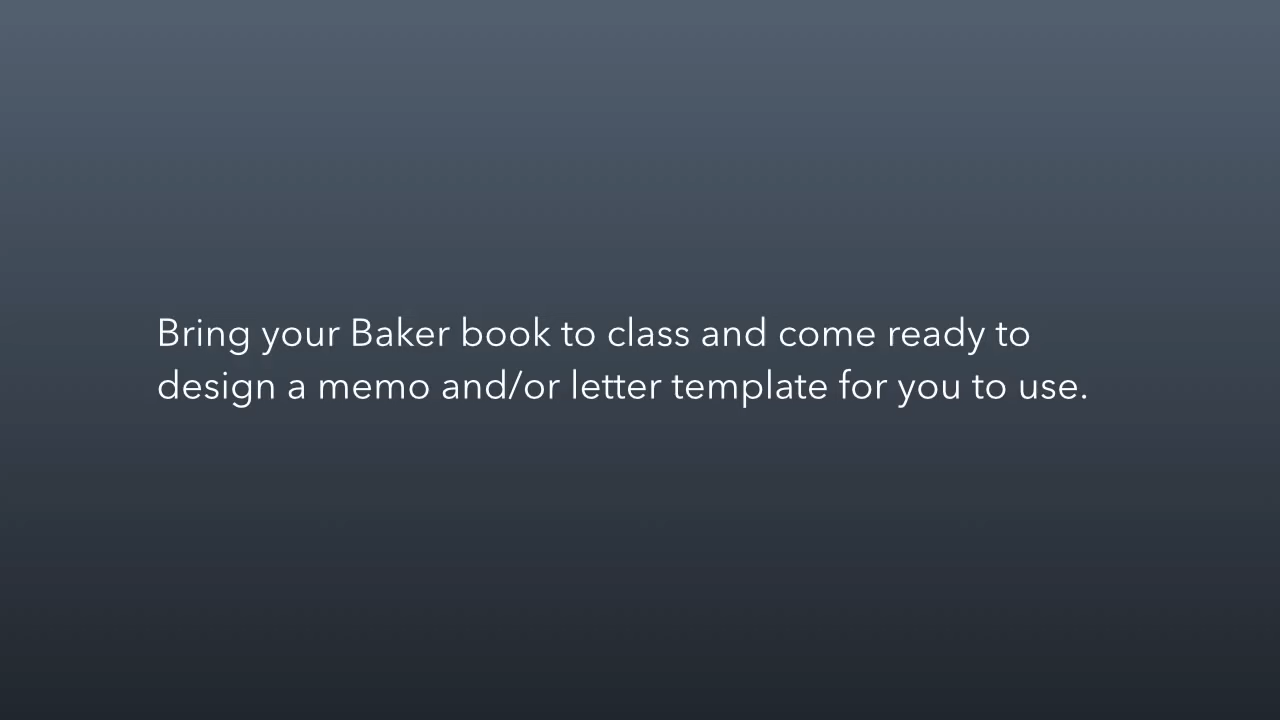 Bring your Baker book to class and come ready to
design a memo and/or letter template for you to use.